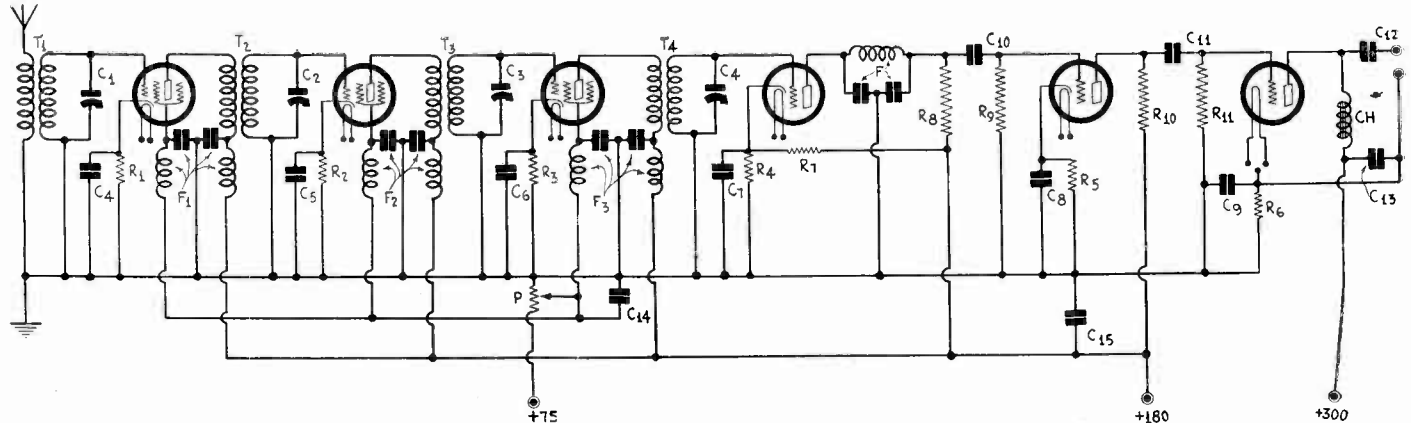 T1
C1
C4
R1
F1
T2
C2
C5
R2
F2
T3
C3
C6
R3
F3
P
C14
T4
C4
C7
R4
R7
F
R8
C10
R9
C8
R5
C15
C11
R10
R11
C9
R6
CH
C12
C13
+75
+180
+300